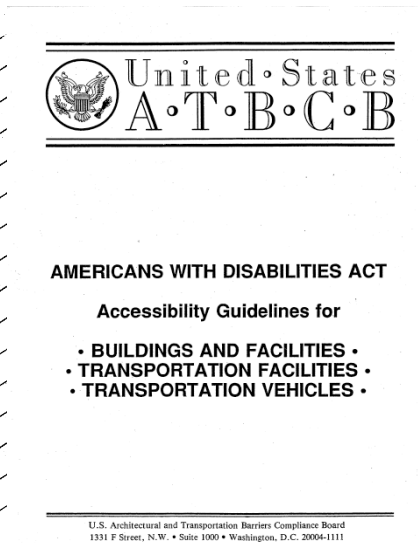 United • States
A • T • B • C • B
AMERICANS WITH DISABILITIES ACT
Accessibility Guidelines for
• BUILDINGS AND FACILITIES •
• TRANSPORTATION FACILITIES •
• TRANSPORTATION VEHICLES •
U.S. Architectural and Transportation Barriers Compliance Board
1331 F Street, N.W. • Suite 1000 • Washington, D.C. 20004-1111